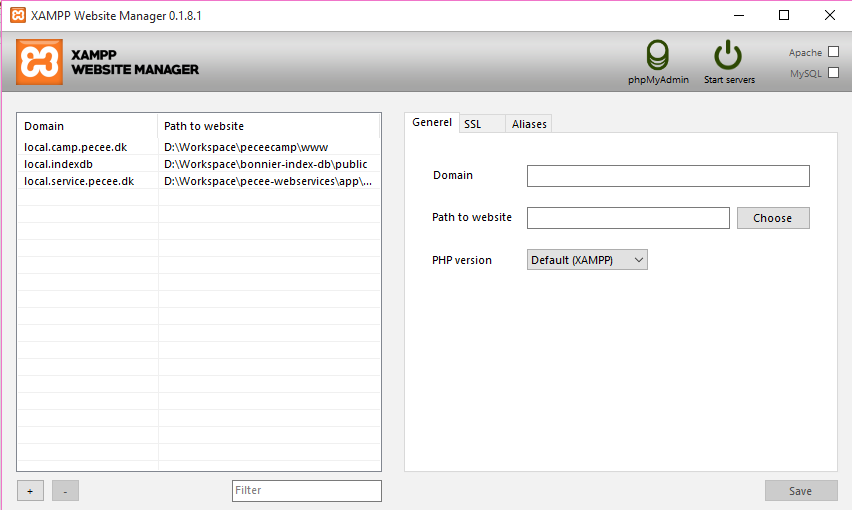 XAMPP Website Manager 0.1.8.1
XAMPP
WEBSITE MANAGER
phpMyAdmin
Start servers
Apache
MySQL
Domain Path to website
local.camp.pecee.dk D:\Workspace\peceecamp\www
local.indexdb D:\Workspace\bonnier-index-db\public
local.service.pecee.dk D:\Workspace\pecee-webservices\app\...
+ -
Filter
Generel SSL Aliases
Domain
Path to website Choose
PHP version Default (XAMPP)
Save